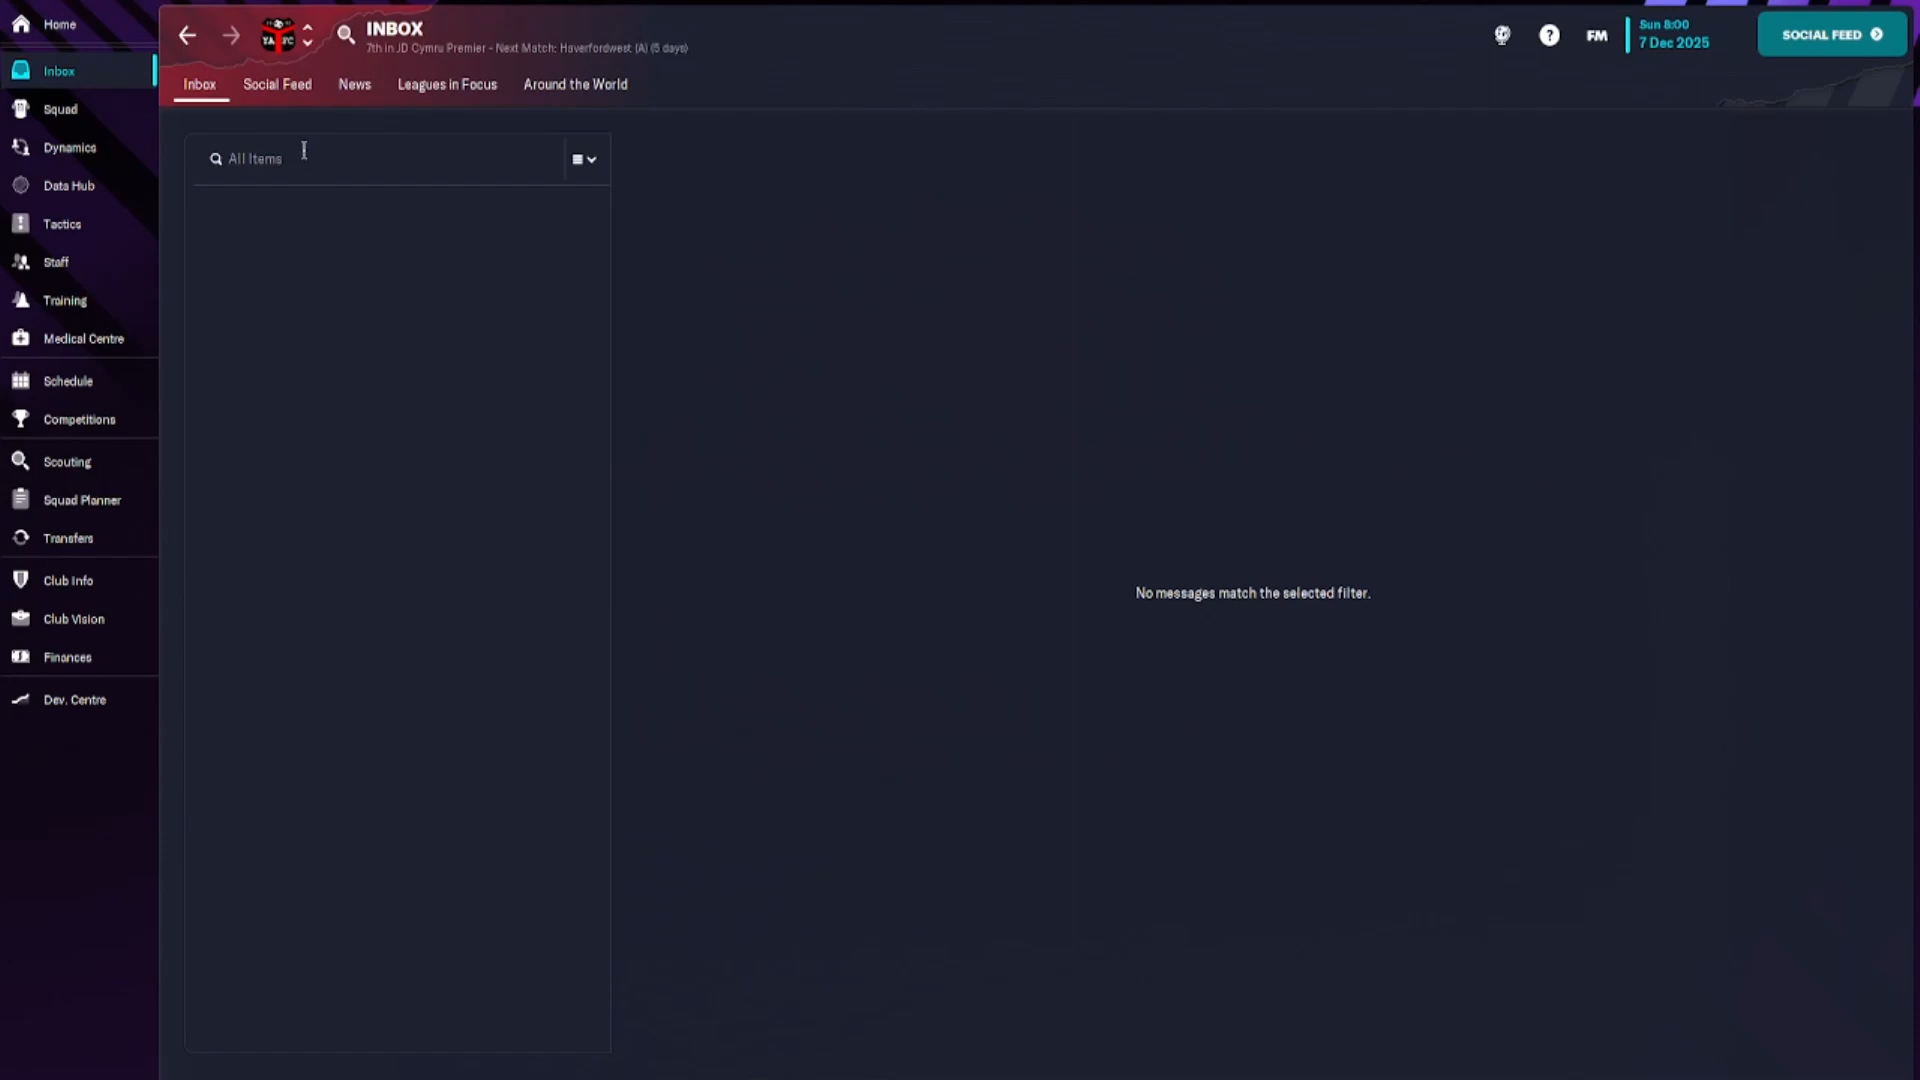 Home
Inbox
Squad
Dynamics
Data Hub
Tactics
Staff
Training
Medical Centre
Schedule
Competitions
Scouting
Squad Planner
Transfers
Club Info
Club Vision
Finances
Dev. Centre
YA FC
INBOX
7th in JD Cymru Premier - Next Match: Haverfordwest (A) (5 days)
?
FM
Sun 8:00
7 Dec 2025
SOCIAL FEED
Inbox Social Feed News Leagues in Focus Around the World
All Items
No messages match the selected filter.